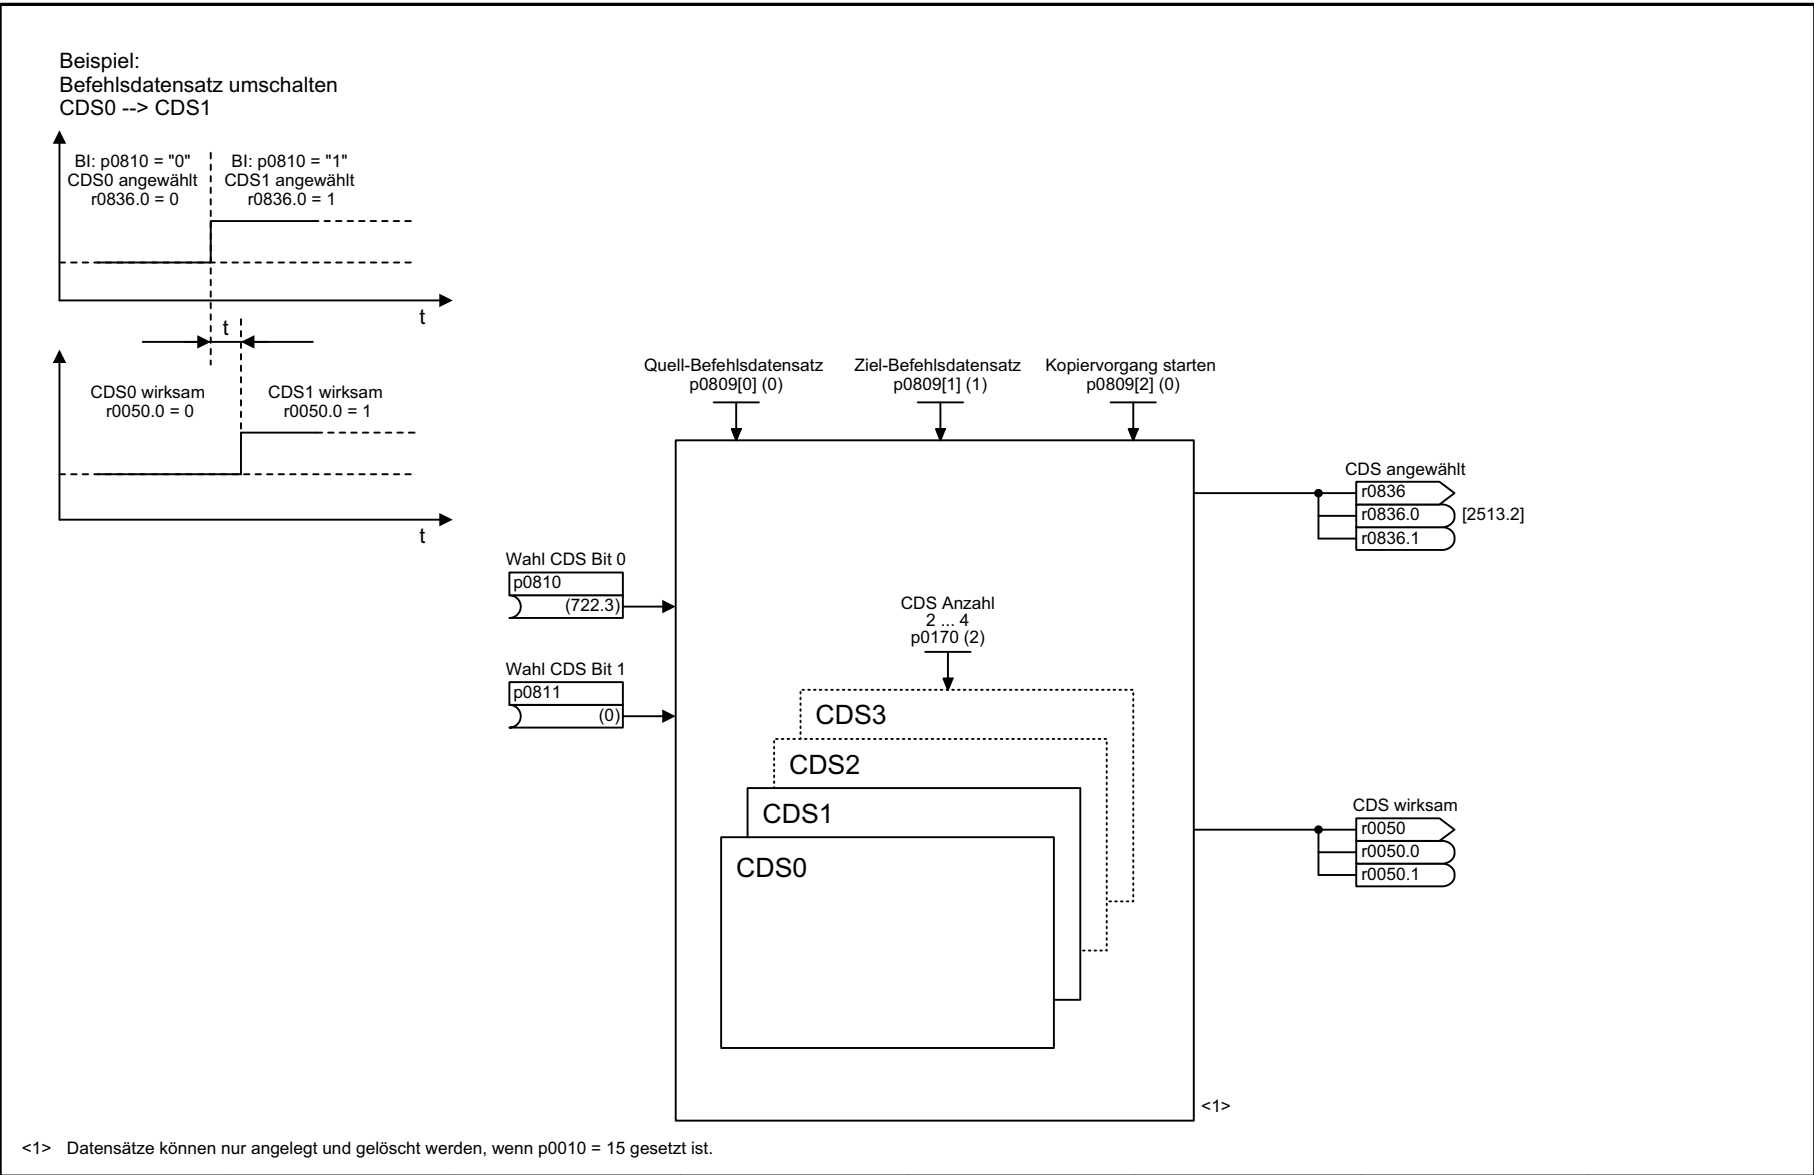 Beispiel:
Befehlsdatensatz umschalten
CDS0 --> CDS1
BI: p0810 = "0"
CDS0 angewählt
r0836.0 = 0
BI: p0810 = "1"
CDS1 angewählt
r0836.0 = 1
t
t
CDS0 wirksam
r0050.0 = 0
CDS1 wirksam
r0050.0 = 1
t
Quell-Befehlsdatensatz
p0809[0] (0)
Ziel-Befehlsdatensatz
p0809[1] (1)
Kopiervorgang starten
p0809[2] (0)
Wahl CDS Bit 0
p0810
(722.3)
Wahl CDS Bit 1
p0811
(0)
CDS Anzahl
2 ... 4
p0170 (2)
CDS3
CDS2
CDS1
CDS0
CDS angewählt
r0836
r0836.0
[2513.2]
r0836.1
CDS wirksam
r0050
r0050.0
r0050.1
<1>
<1> Datensätze können nur angelegt und gelöscht werden, wenn p0010 = 15 gesetzt ist.